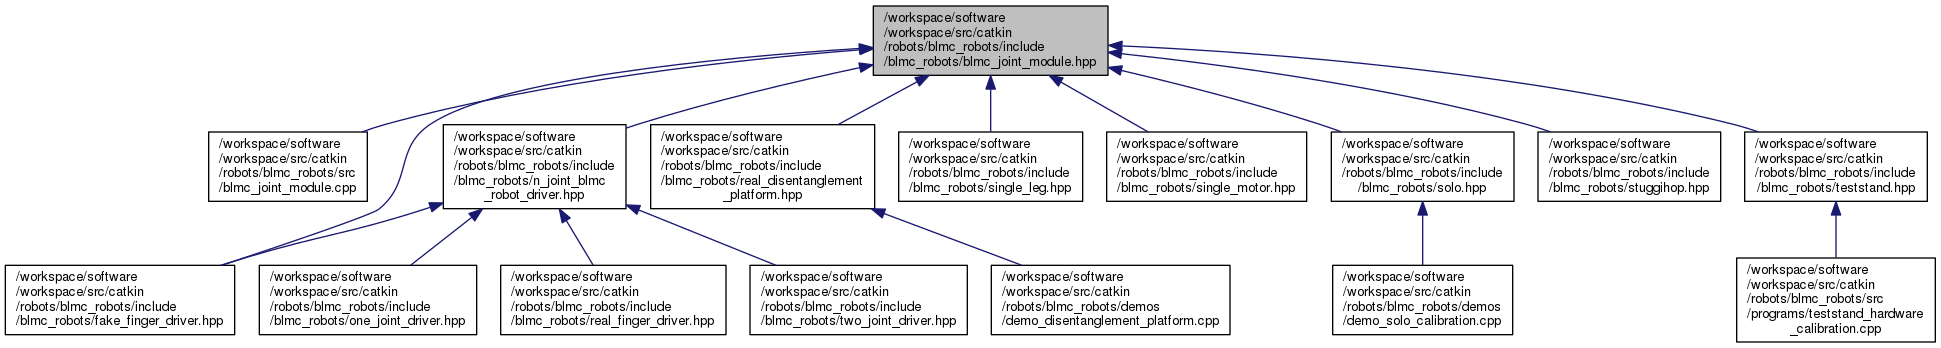 /workspace/software
/workspace/src/catkin
/robots/blmc_robots/include
/blmc_robots/blmc_joint_module.hpp
/workspace/software
/workspace/src/catkin
/robots/blmc_robots/src
/blmc_joint_module.cpp
/workspace/software
/workspace/src/catkin
/robots/blmc_robots/include
/blmc_robots/n_joint_blmc
_robot_driver.hpp
/workspace/software
/workspace/src/catkin
/robots/blmc_robots/include
/blmc_robots/real_disentanglement
_platform.hpp
/workspace/software
/workspace/src/catkin
/robots/blmc_robots/include
/blmc_robots/single_leg.hpp
/workspace/software
/workspace/src/catkin
/robots/blmc_robots/include
/blmc_robots/single_motor.hpp
/workspace/software
/workspace/src/catkin
/robots/blmc_robots/include
/blmc_robots/solo.hpp
/workspace/software
/workspace/src/catkin
/robots/blmc_robots/include
/blmc_robots/stuggihop.hpp
/workspace/software
/workspace/src/catkin
/robots/blmc_robots/include
/blmc_robots/teststand.hpp
/workspace/software
/workspace/src/catkin
/robots/blmc_robots/include
/blmc_robots/fake_finger_driver.hpp
/workspace/software
/workspace/src/catkin
/robots/blmc_robots/include
/blmc_robots/one_joint_driver.hpp
/workspace/software
/workspace/src/catkin
/robots/blmc_robots/include
/blmc_robots/real_finger_driver.hpp
/workspace/software
/workspace/src/catkin
/robots/blmc_robots/include
/blmc_robots/two_joint_driver.hpp
/workspace/software
/workspace/src/catkin
/robots/blmc_robots/demos
/demo_disentanglement_platform.cpp
/workspace/software
/workspace/src/catkin
/robots/blmc_robots/demos
/demo_solo_calibration.cpp
/workspace/software
/workspace/src/catkin
/robots/blmc_robots/src
/programs/teststand_hardware
_calibration.cpp